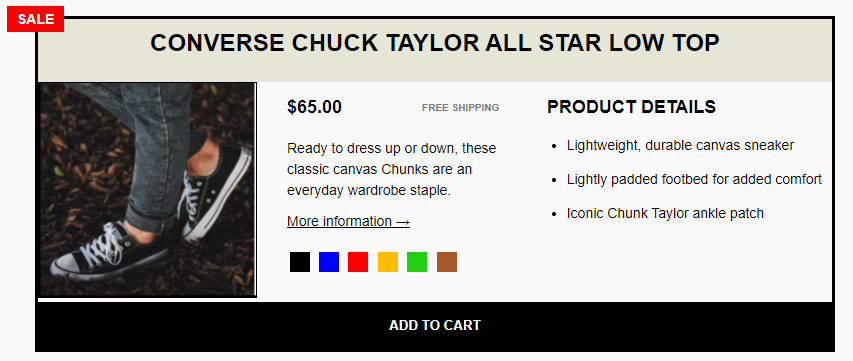 SALE
CONVERSE CHUCK TAYLOR ALL STAR LOW TOP
$65.00
FREE SHIPPING
Ready to dress up or down, these
classic canvas Chunks are an
everyday wardrobe staple.
More information →
PRODUCT DETAILS
Lightweight, durable canvas sneaker
Lightly padded footbed for added comfort
Iconic Chunk Taylor ankle patch
ADD TO CART